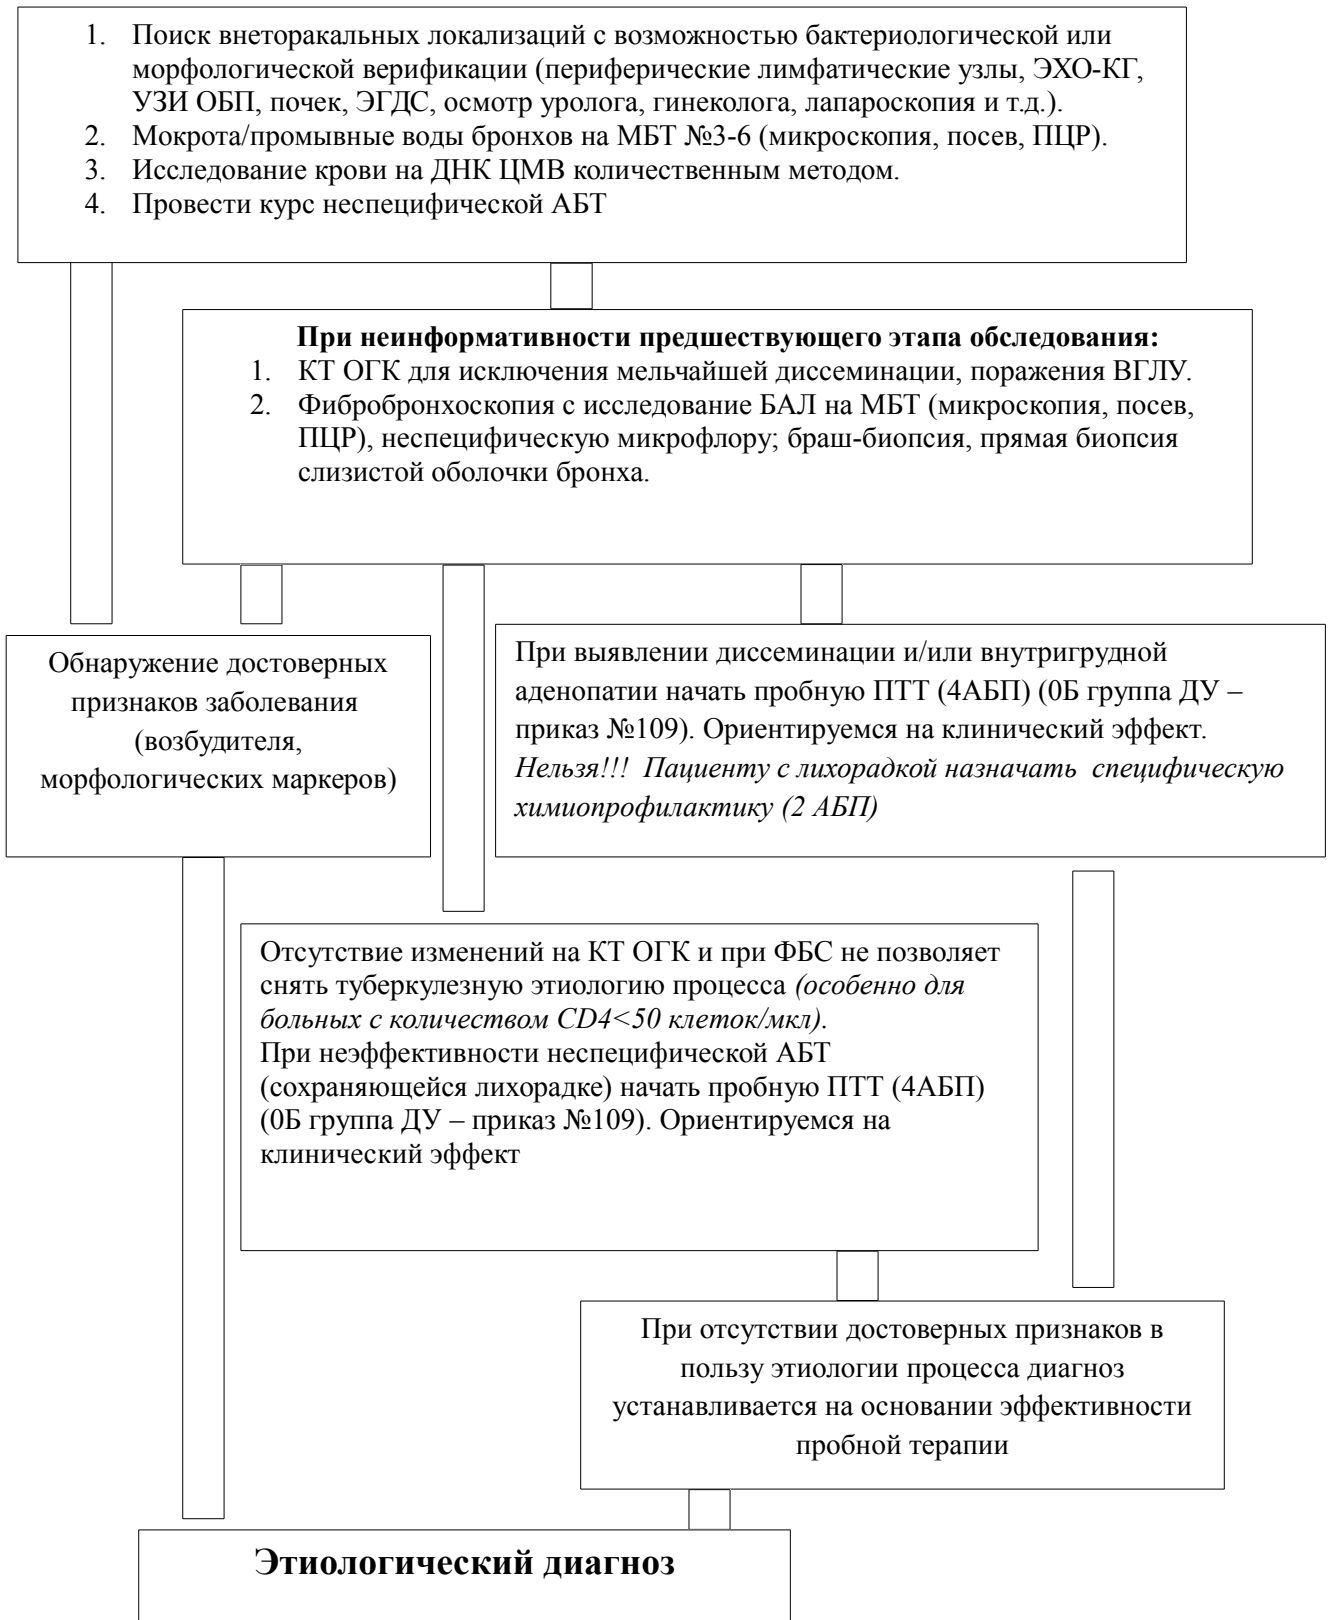 1. Поиск внеторакальных локализаций с возможностью бактериологической или
морфологической верификации (периферические лимфатические узлы, ЭХО-КГ,
УЗИ ОБП, почек, ЭГДС, осмотр уролога, гинеколога, лапароскопия и т.д.).
2. Мокрота/промывные воды бронхов на МБТ №3-6 (микроскопия, посев, ПЦР).
3. Исследование крови на ДНК ЦМВ количественным методом.
4. Провести курс неспецифической АБТ
При неинформативности предшествующего этапа обследования:
1. КТ ОГК для исключения мельчайшей диссеминации, поражения ВГЛУ.
2. Фибробронхоскопия с исследование БАЛ на МБТ (микроскопия, посев,
ПЦР), неспецифическую микрофлору; браш-биопсия, прямая биопсия
слизистой оболочки бронха.
Обнаружение достоверных
признаков заболевания
(возбудителя,
морфологических маркеров)
При выявлении диссеминации и/или внутригрудной
аденопатии начать пробную ПТТ (4АБП) (0Б группа ДУ –
приказ №109). Ориентируемся на клинический эффект.
Нельзя!!! Пациенту с лихорадкой назначать специфическую
химиопрофилактику (2 АБП)
Отсутствие изменений на КТ ОГК и при ФБС не позволяет
снять туберкулезную этиологию процесса (особенно для
больных с количеством CD4<50 клеток/мкл).
При неэффективности неспецифической АБТ
(сохраняющейся лихорадке) начать пробную ПТТ (4АБП)
(0Б группа ДУ – приказ №109). Ориентируемся на
клинический эффект
При отсутствии достоверных признаков в
пользу этиологии процесса диагноз
устанавливается на основании эффективности
пробной терапии
Этиологический диагноз